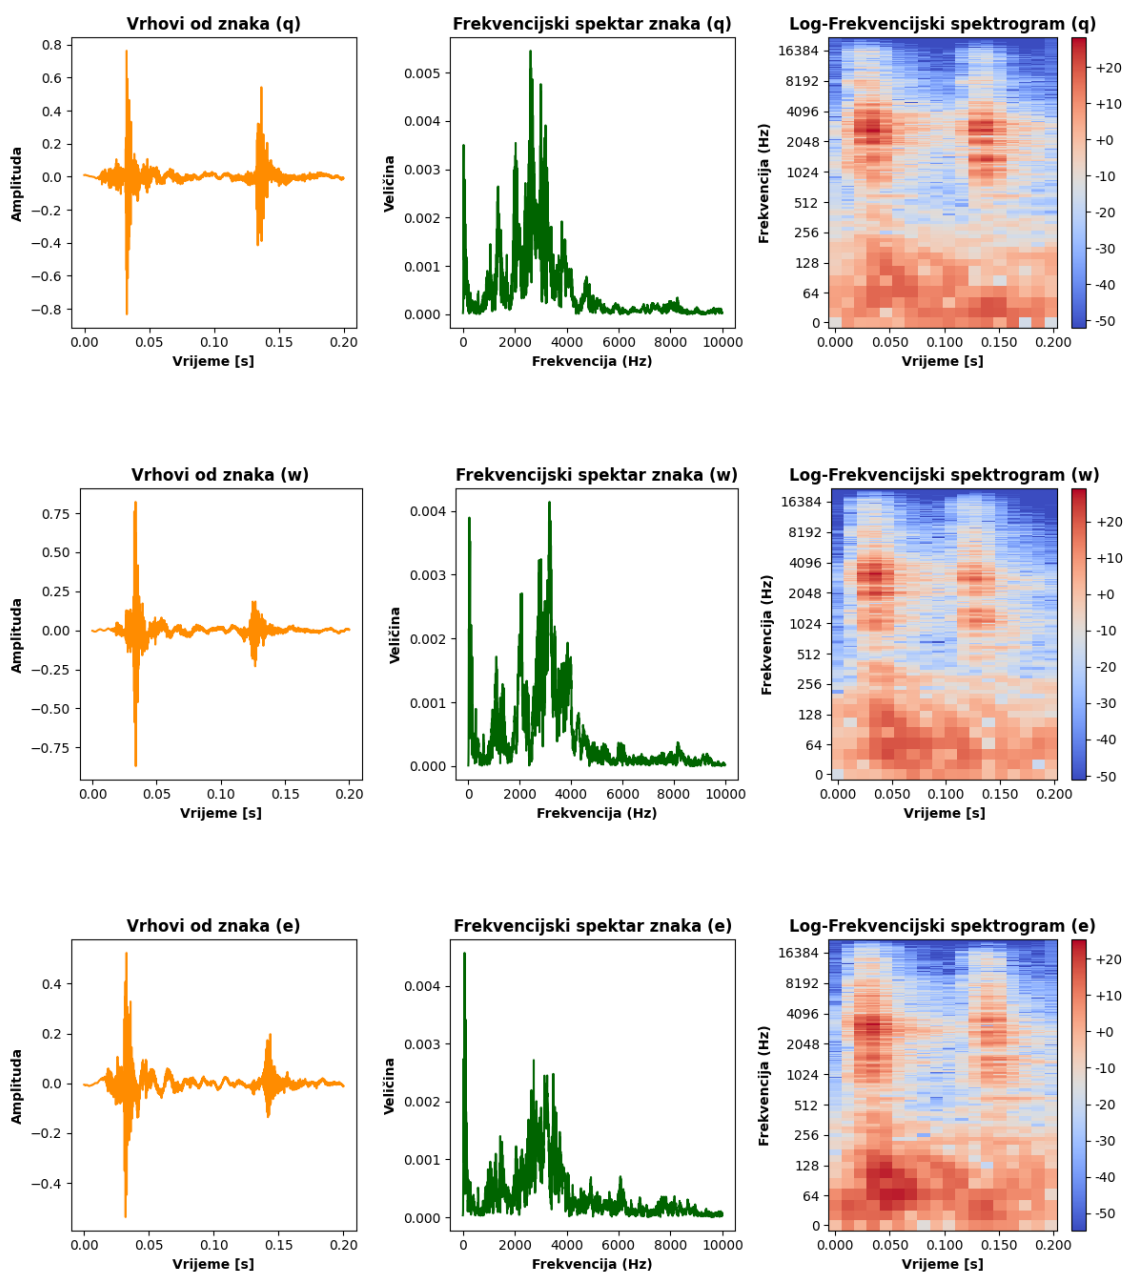 Vrhovi od znaka (q)
Amplituda
0.8
0.6
0.4
0.2
0.0
−0.2
−0.4
−0.6
−0.8
0.00 0.05 0.10 0.15 0.20
Vrijeme [s]
Frekvencijski spektar znaka (q)
Veličina
0.005
0.004
0.003
0.002
0.001
0.000
0 2000 4000 6000 8000 10000
Frekvencija (Hz)
Log-Frekvencijski spektrogram (q)
Frekvencija (Hz)
16384
8192
4096
2048
1024
512
256
128
64
0
0.000 0.050 0.100 0.150 0.200
Vrijeme [s]
+20
+10
+0
-10
-20
-30
-40
-50
Vrhovi od znaka (w)
Amplituda
0.75
0.50
0.25
0.00
−0.25
−0.50
−0.75
0.00 0.05 0.10 0.15 0.20
Vrijeme [s]
Frekvencijski spektar znaka (w)
Veličina
0.004
0.003
0.002
0.001
0.000
0 2000 4000 6000 8000 10000
Frekvencija (Hz)
Log-Frekvencijski spektrogram (w)
Frekvencija (Hz)
16384
8192
4096
2048
1024
512
256
128
64
0
0.000 0.050 0.100 0.150 0.200
Vrijeme [s]
+20
+10
+0
-10
-20
-30
-40
-50
Vrhovi od znaka (e)
Amplituda
0.4
0.2
0.0
−0.2
−0.4
0.00 0.05 0.10 0.15 0.20
Vrijeme [s]
Frekvencijski spektar znaka (e)
Veličina
0.004
0.003
0.002
0.001
0.000
0 2000 4000 6000 8000 10000
Frekvencija (Hz)
Log-Frekvencijski spektrogram (e)
Frekvencija (Hz)
16384
8192
4096
2048
1024
512
256
128
64
0
0.000 0.050 0.100 0.150 0.200
Vrijeme [s]
+20
+10
+0
-10
-20
-30
-40
-50